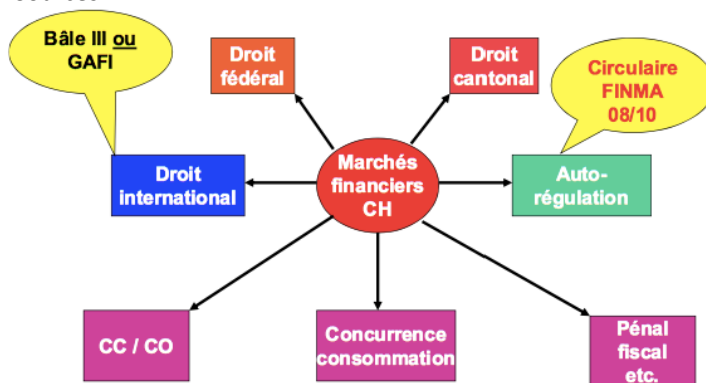 Bâle III ou
GAFI
Droit
fédéral
Droit
cantonal
Circulaire
FINMA
08/10
Droit
international
Marchés
financiers
CH
Auto-
régulation
CC / CO
Concurrence
consommation
Pénal
fiscal
etc.